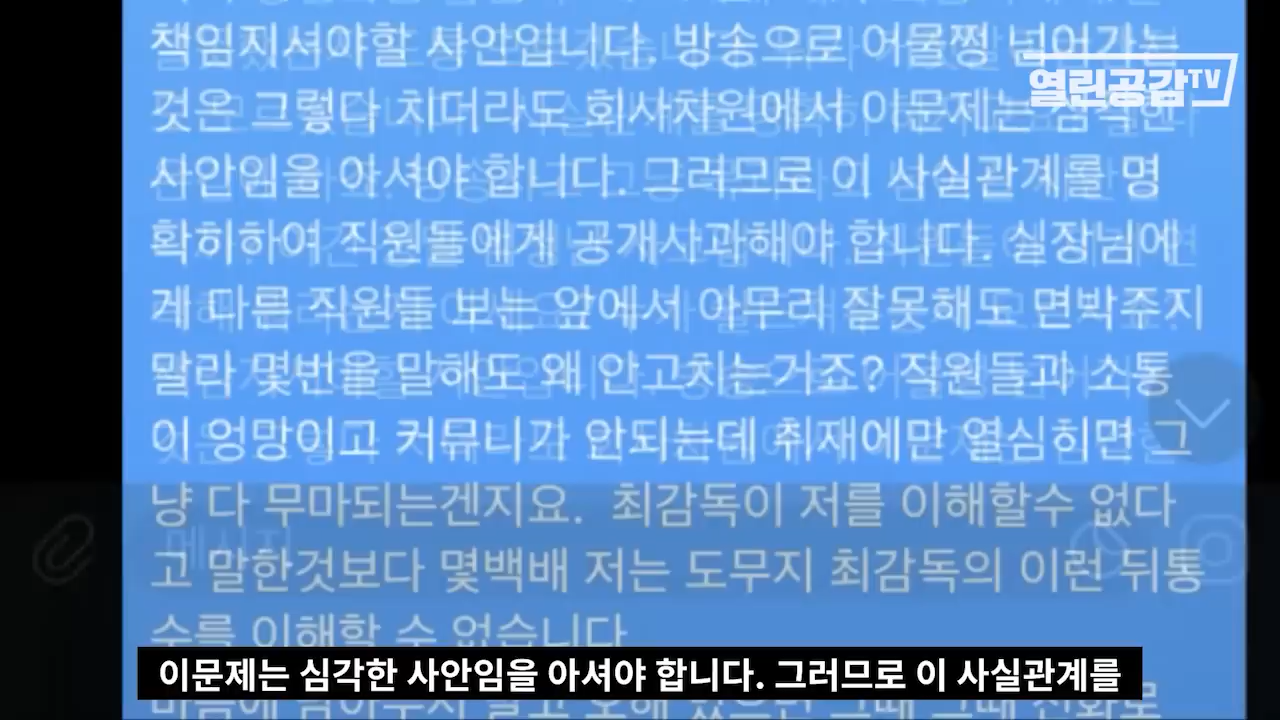 책임지셔야할 사안입니다. 방송으로 어물쩡 넘어가는
열린공감TV
것은 그렇다 치더라도 회사차원에서 이문제는 심각한
사안임을 아셔야 합니다. 그러므로 이 사실관계를 명
확히하여 직원들에게 공개사과해야 합니다. 실장님에
게 다른 직원들 보는 앞에서 아무리 잘못해도 면박주지
말라 몇번을 말해도 왜 안고치는거죠? 직원들과 소통
이 엉망이고 커뮤니가 안되는데 취재에만 열심히면 그
냥 다 무마되는겐지요. 최감독이 저를 이해할수 없다
메시지
고 말한것보다 몇백배 저는 도무지 최감독의 이런 뒤통
수를 이해할 수 없습니다
이문제는 심각한 사안임을 아셔야 합니다. 그러므로 이 사실관계를